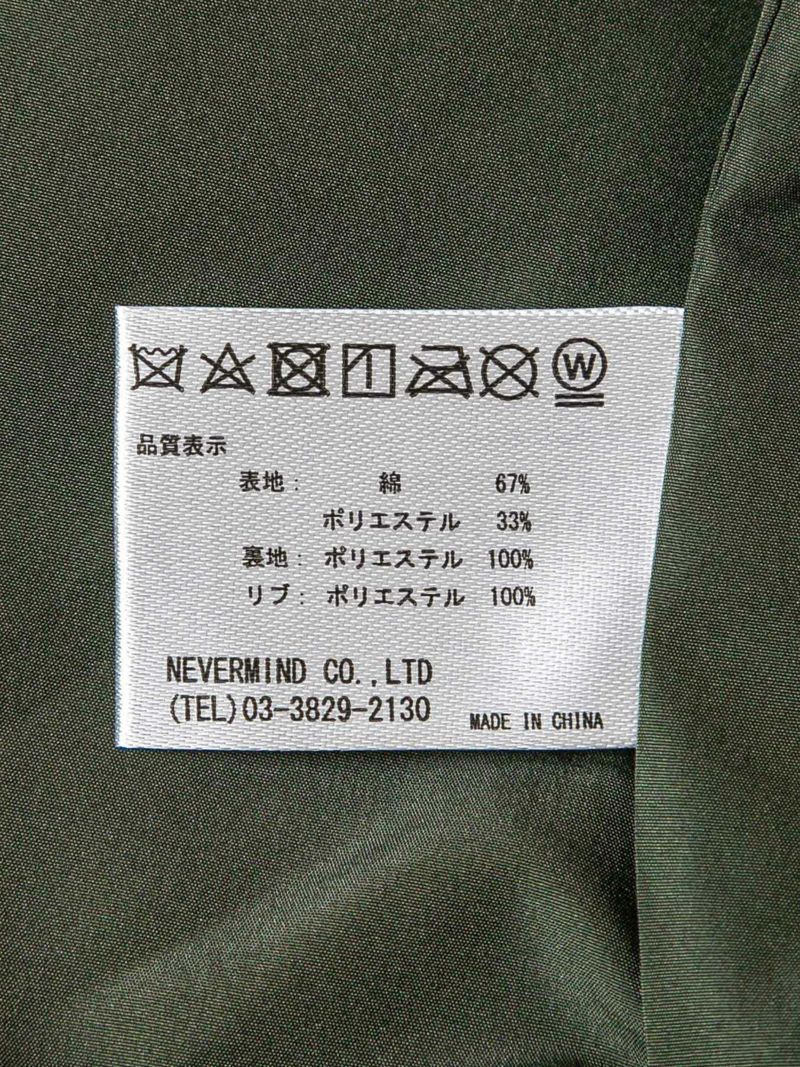 W
品質表示
表地： 綿 67%
ポリエステル 33%
裏地： ポリエステル 100%
リブ： ポリエステル 100%
NEVERMIND CO.,LTD
(TEL)03-3829-2130
MADE IN CHINA